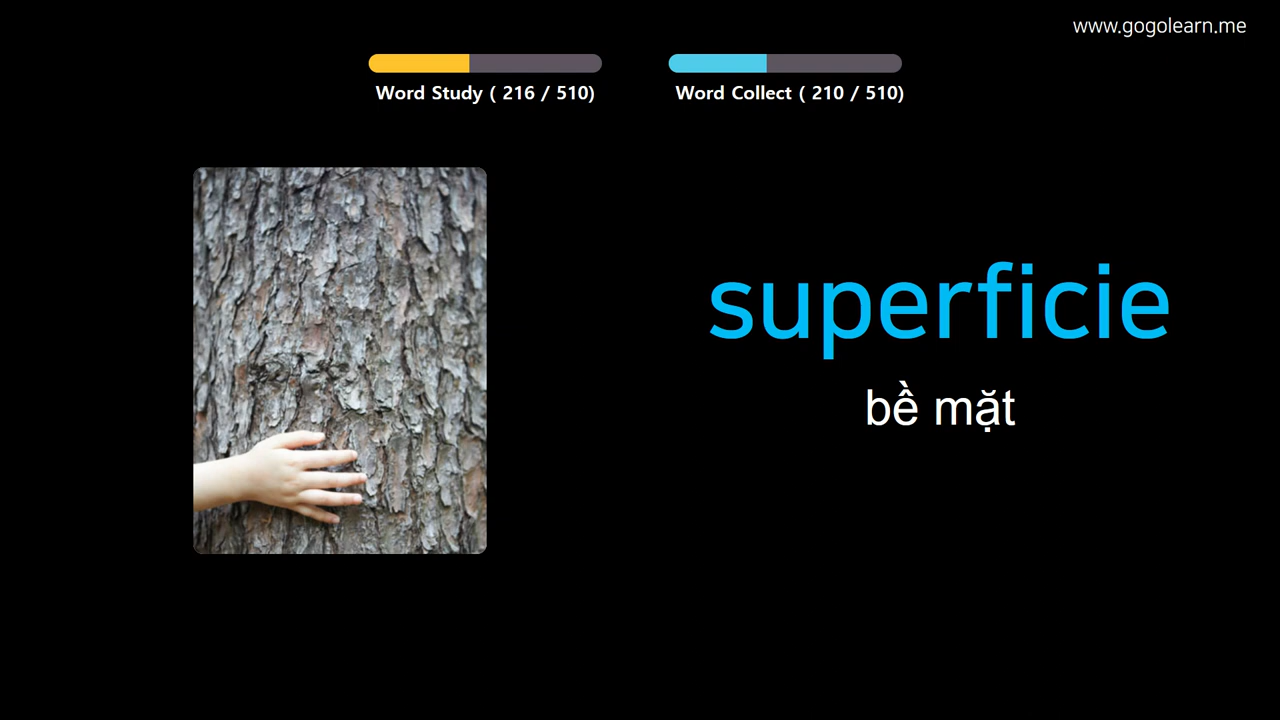 www.gogolearn.me
Word Study ( 216 / 510)
Word Collect ( 210 / 510)
superficie
bề mặt